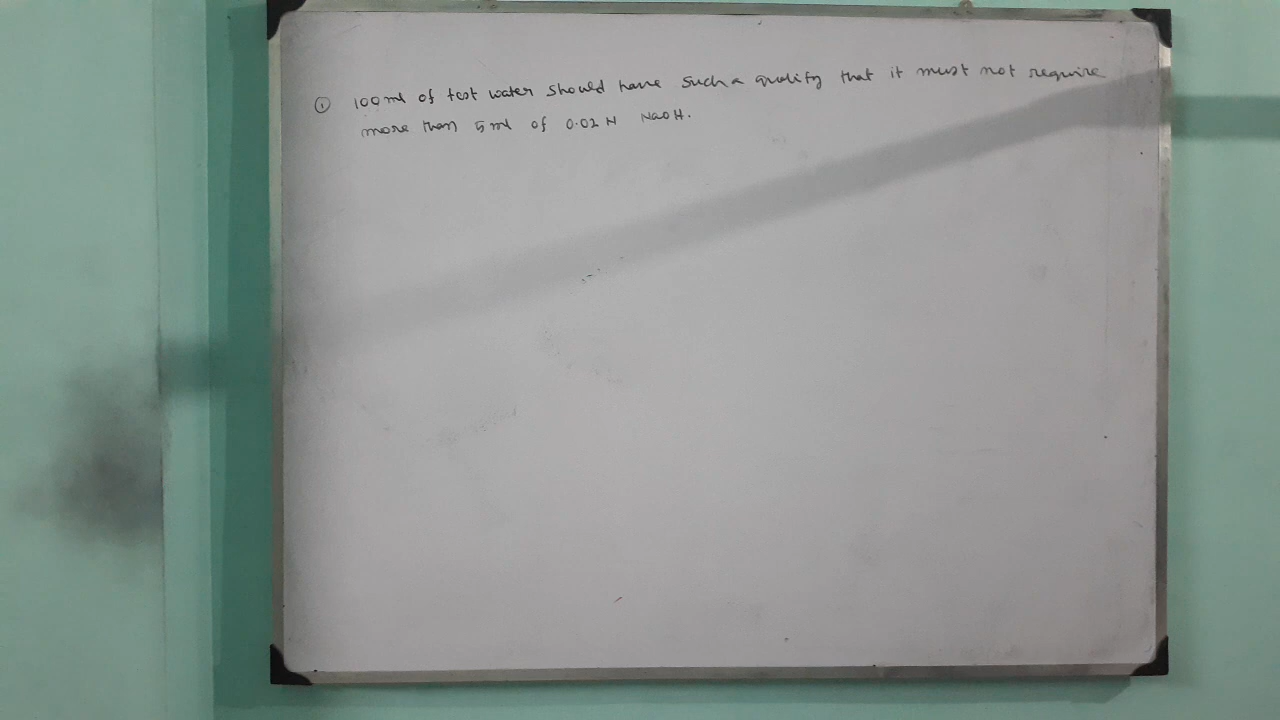 ① 100 ml of test water should have such a quality that it must not require
more than 5 ml of 0.02 N NaOH.